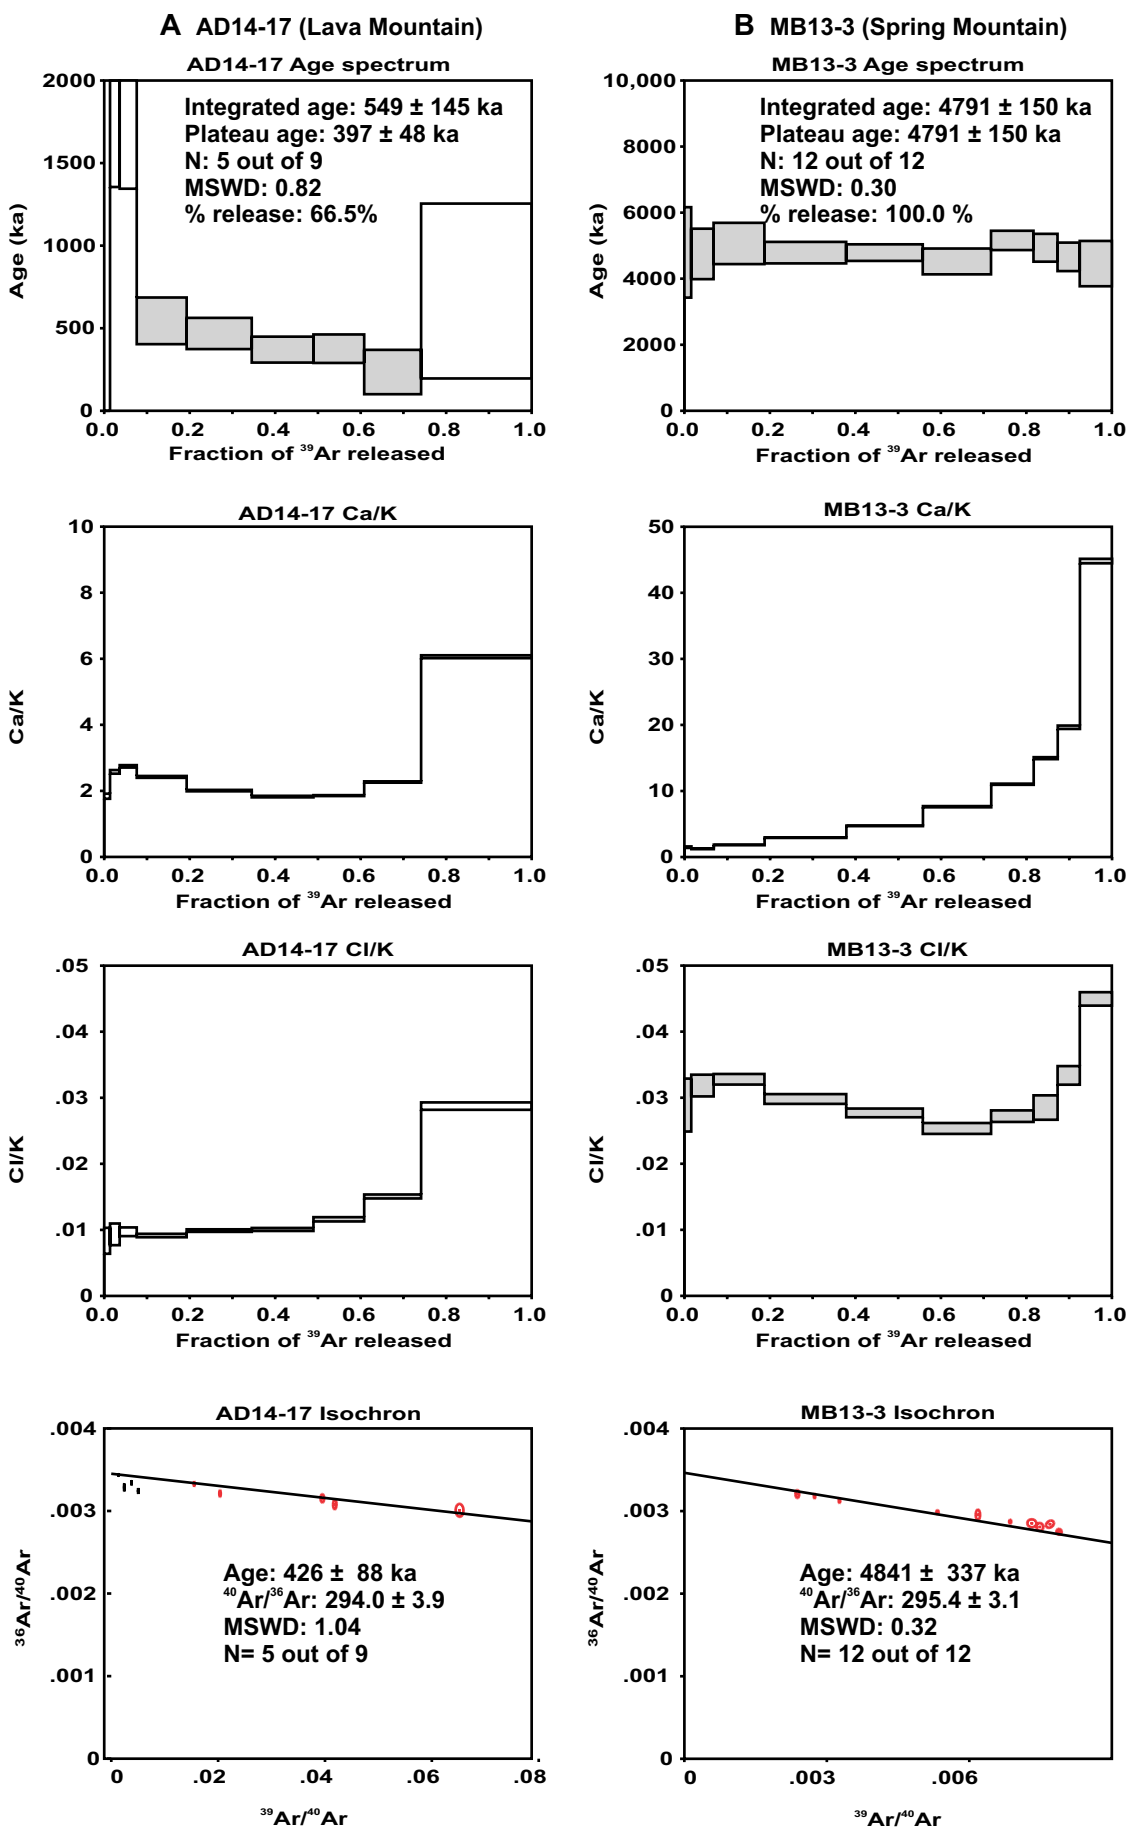 A AD14-17 (Lava Mountain)
AD14-17 Age spectrum
2000
1500
1000
500
0
Age (ka)
Integrated age: 549 ± 145 ka
Plateau age: 397 ± 48 ka
N: 5 out of 9
MSWD: 0.82
% release: 66.5%
0.0 0.2 0.4 0.6 0.8 1.0
Fraction of ³⁹Ar released
AD14-17 Ca/K
10
8
6
4
2
0
Ca/K
0.0 0.2 0.4 0.6 0.8 1.0
Fraction of ³⁹Ar released
AD14-17 Cl/K
.05
.04
.03
.02
.01
0
Cl/K
0.0 0.2 0.4 0.6 0.8 1.0
Fraction of ³⁹Ar released
AD14-17 Isochron
.004
.003
.002
.001
0
³⁶Ar/⁴⁰Ar
Age: 426 ± 88 ka
⁴⁰Ar/³⁶Ar: 294.0 ± 3.9
MSWD: 1.04
N= 5 out of 9
0 .02 .04 .06 .08
³⁹Ar/⁴⁰Ar
B MB13-3 (Spring Mountain)
MB13-3 Age spectrum
10,000
8000
6000
4000
2000
0
Age (ka)
Integrated age: 4791 ± 150 ka
Plateau age: 4791 ± 150 ka
N: 12 out of 12
MSWD: 0.30
% release: 100.0 %
0.0 0.2 0.4 0.6 0.8 1.0
Fraction of ³⁹Ar released
MB13-3 Ca/K
50
40
30
20
10
0
Ca/K
0.0 0.2 0.4 0.6 0.8 1.0
Fraction of ³⁹Ar released
MB13-3 Cl/K
.05
.04
.03
.02
.01
0
Cl/K
0.0 0.2 0.4 0.6 0.8 1.0
Fraction of ³⁹Ar released
MB13-3 Isochron
.004
.003
.002
.001
0
³⁶Ar/⁴⁰Ar
Age: 4841 ± 337 ka
⁴⁰Ar/³⁶Ar: 295.4 ± 3.1
MSWD: 0.32
N= 12 out of 12
0 .003 .006
³⁹Ar/⁴⁰Ar